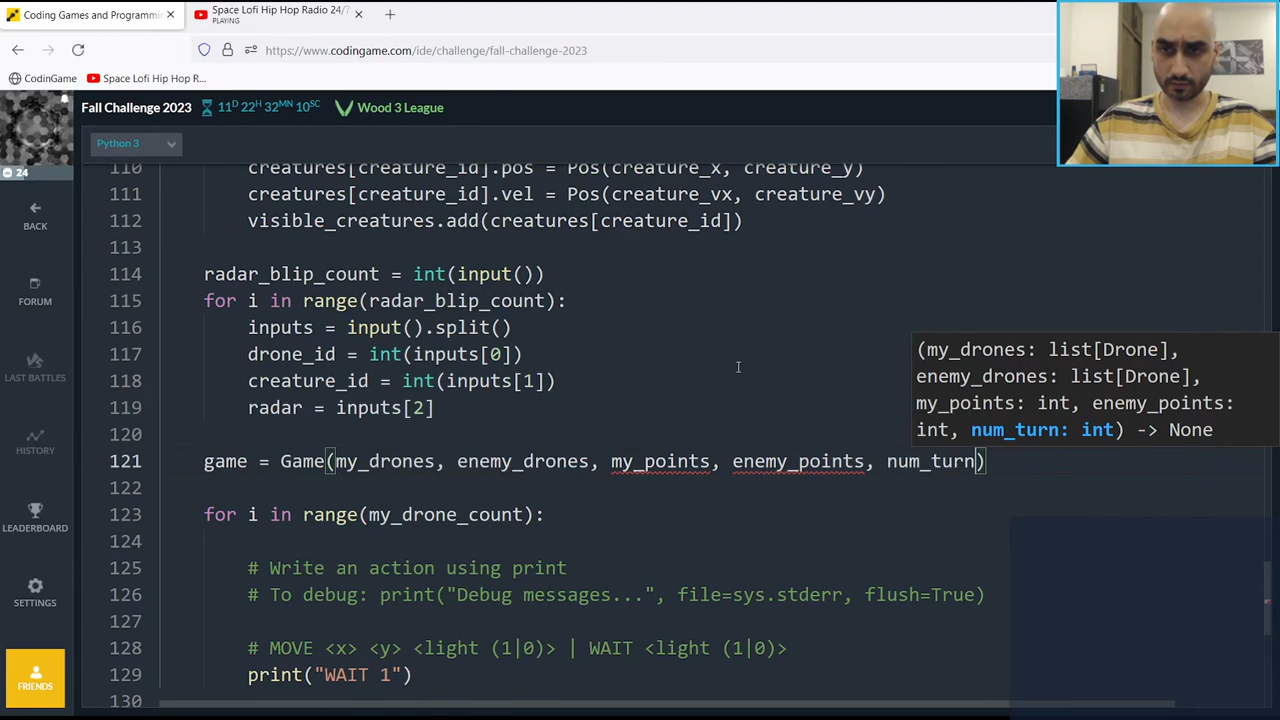 Coding Games and Programmi
Space Lofi Hip Hop Radio 24/7
PLAYING
https://www.codingame.com/ide/challenge/fall-challenge-2023
CodinGame
Space Lofi Hip Hop R...
Fall Challenge 2023
11D 22H 32MN 10SC
Wood 3 League
Python 3
24
BACK
FORUM
LAST BATTLES
HISTORY
LEADERBOARD
SETTINGS
FRIENDS
110 creatures[creature_id].pos = Pos(creature_x, creature_y)
111 creatures[creature_id].vel = Pos(creature_vx, creature_vy)
112 visible_creatures.add(creatures[creature_id])
113
114 radar_blip_count = int(input())
115 for i in range(radar_blip_count):
116 inputs = input().split()
117 drone_id = int(inputs[0])
118 creature_id = int(inputs[1])
119 radar = inputs[2]
120
121 game = Game(my_drones, enemy_drones, my_points, enemy_points, num_turn)
122
123 for i in range(my_drone_count):
124
125 # Write an action using print
126 # To debug: print("Debug messages...", file=sys.stderr, flush=True)
127
128 # MOVE <x> <y> <light (1|0)> | WAIT <light (1|0)>
129 print("WAIT 1")
130
(my_drones: list[Drone],
enemy_drones: list[Drone],
my_points: int, enemy_points:
int, num_turn: int) -> None